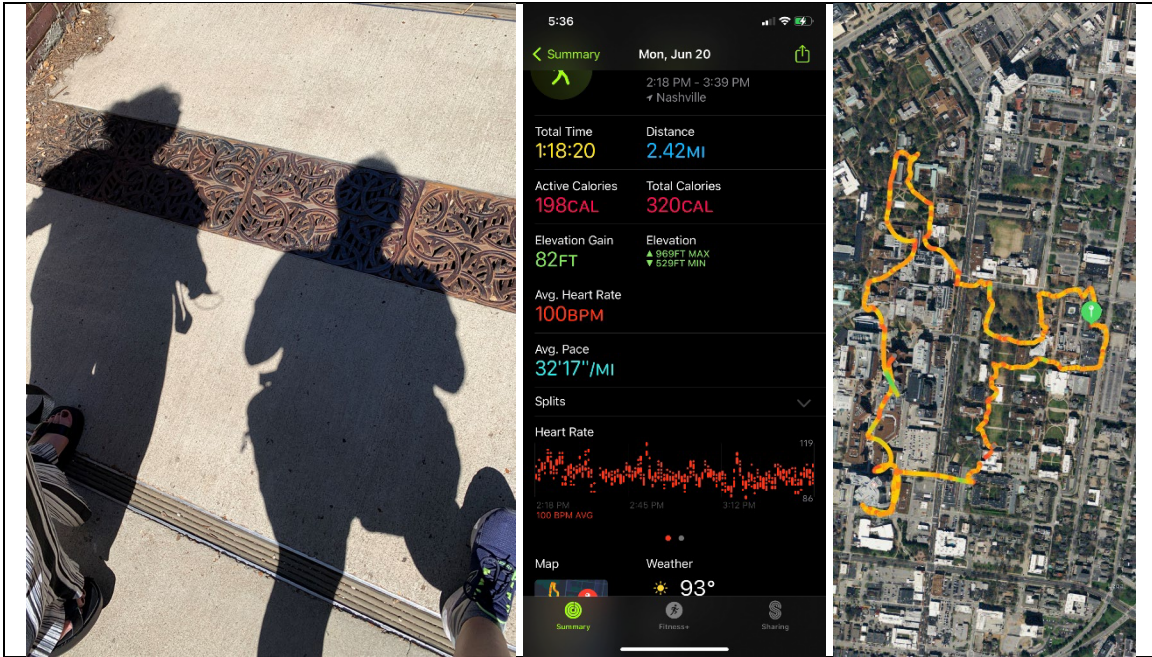 5:36
Summary
Mon, Jun 20
2:18 PM - 3:39 PM
Nashville
Total Time
Distance
1:18:20
2.42MI
Active Calories
Total Calories
198CAL
320CAL
Elevation Gain
Elevation
82FT
▲ 969FT MAX
▼ 529FT MIN
Avg. Heart Rate
100BPM
Avg. Pace
32'17"/MI
Splits
Heart Rate
119
86
2:18 PM
2:45 PM
3:12 PM
100 BPM AVG
Map
Weather
93°
Summary
Fitness+
Sharing